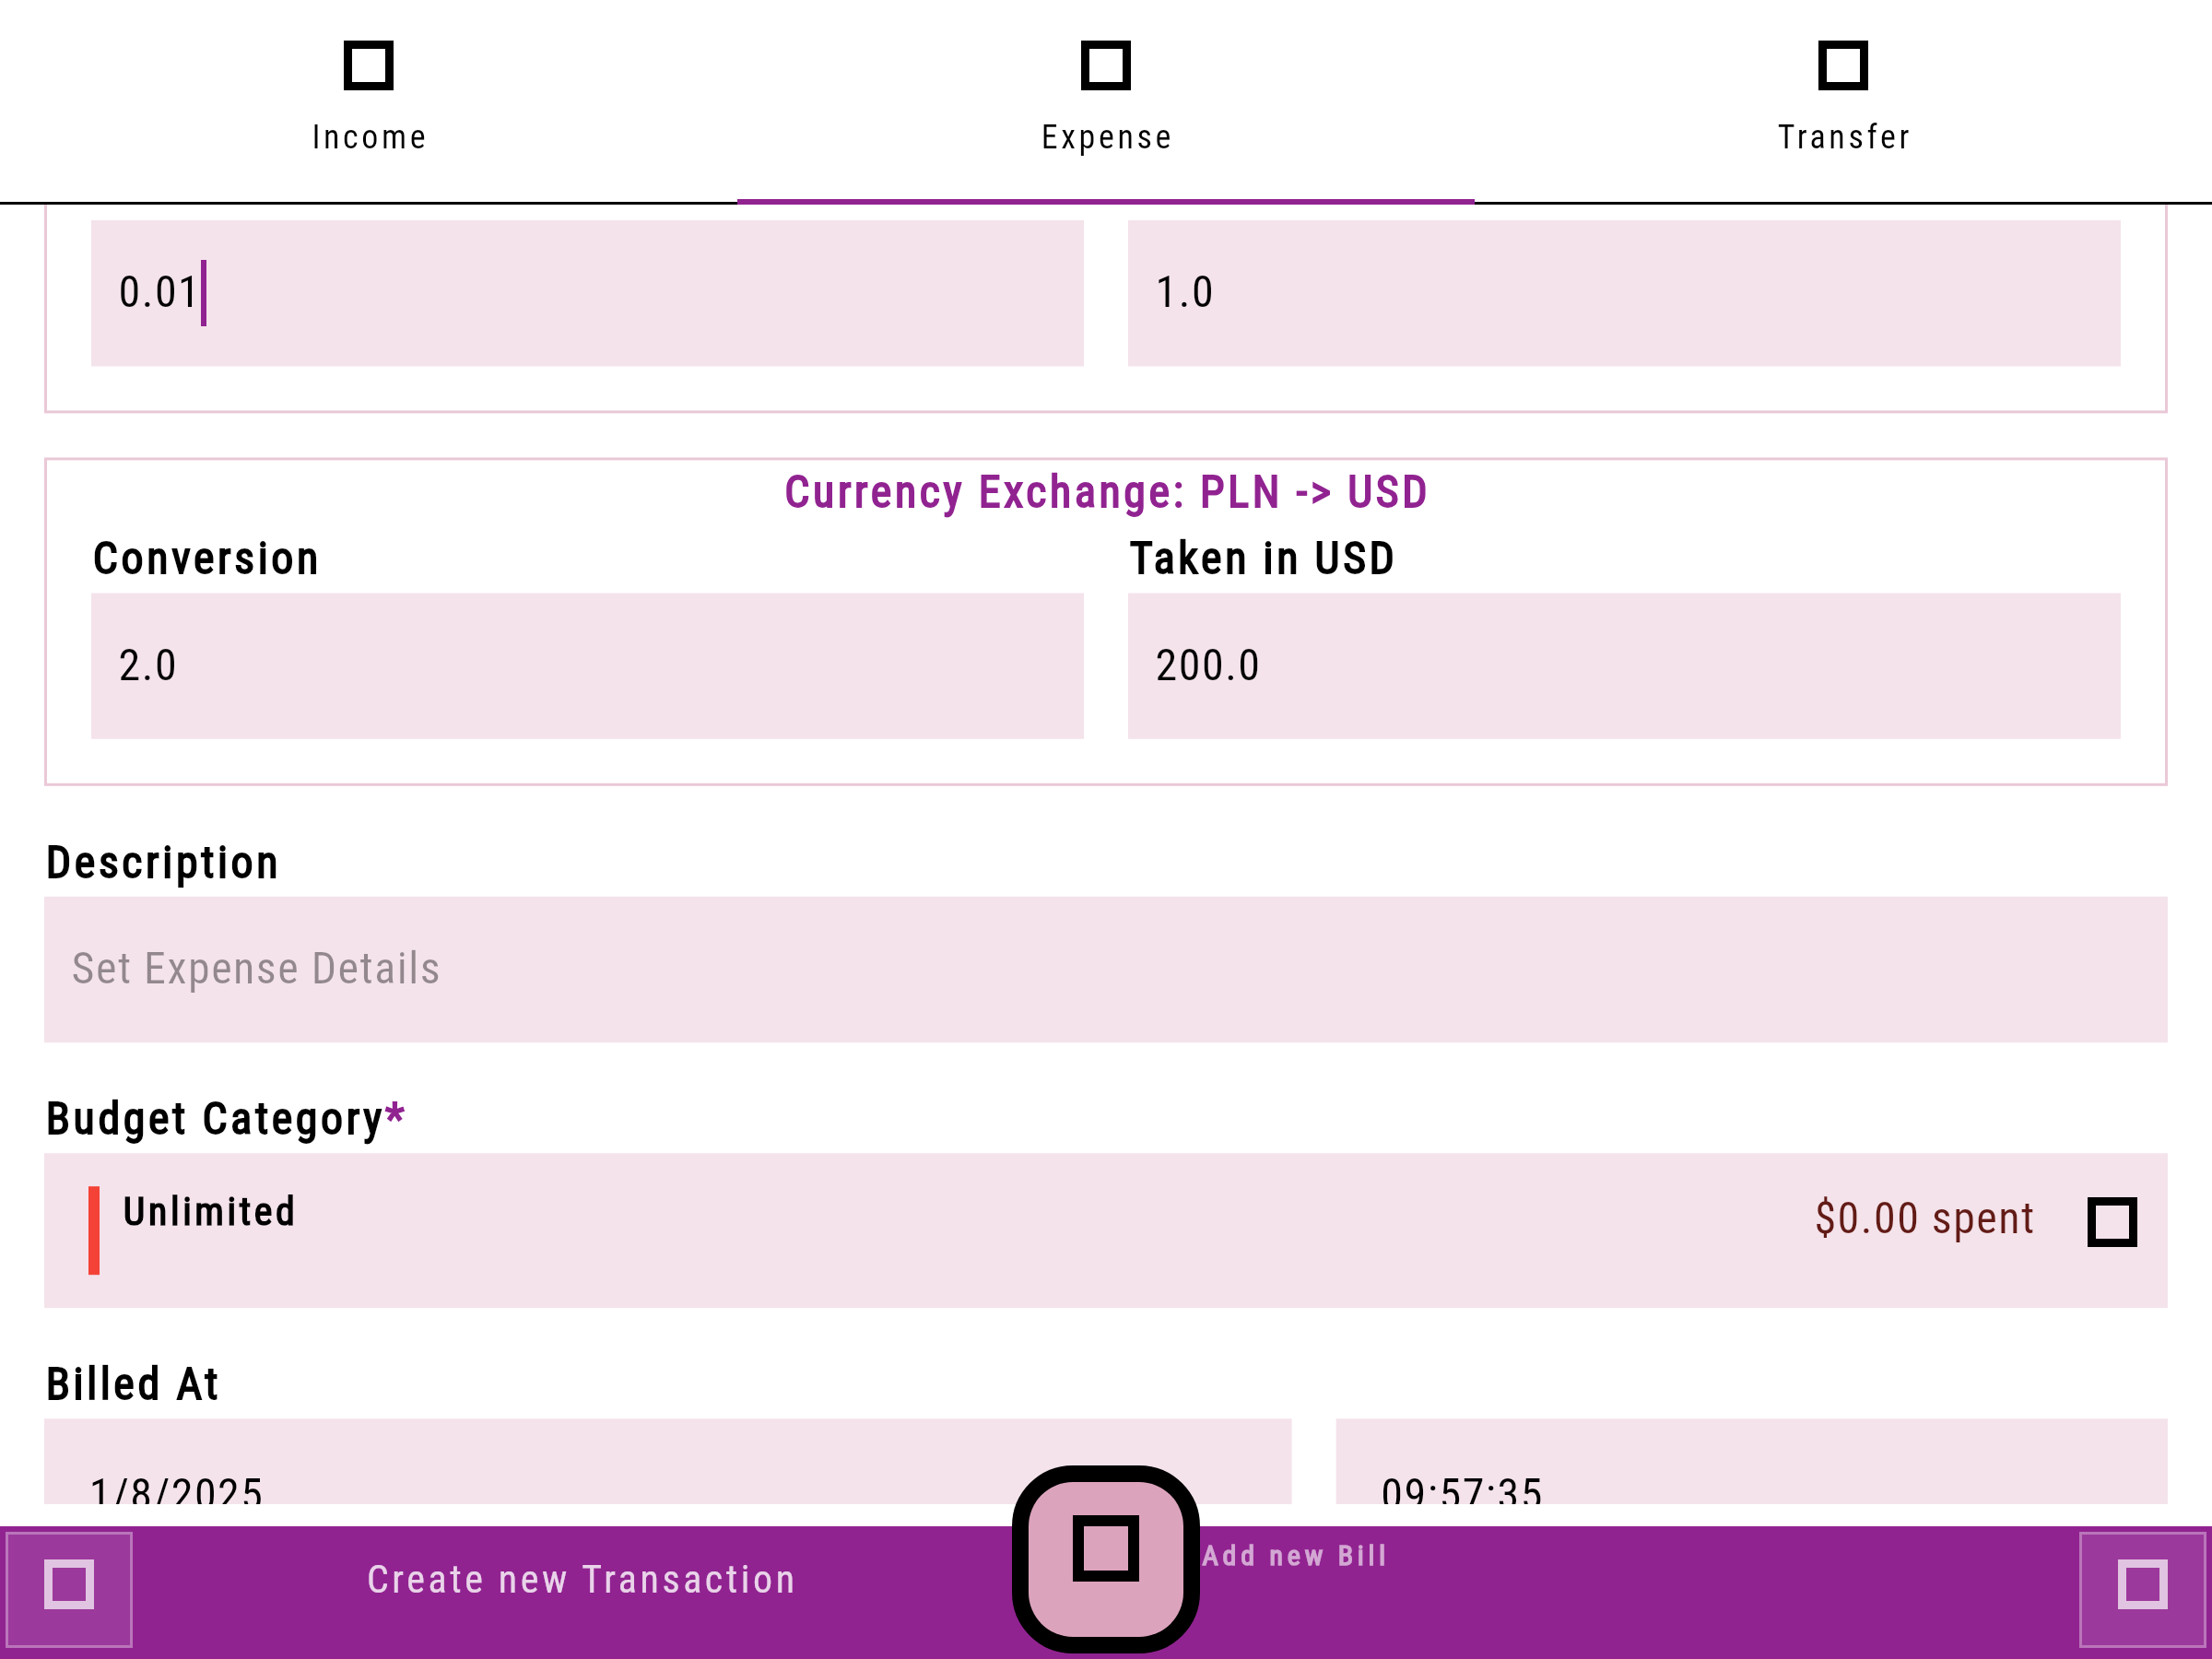 Income
Expense
Transfer
0.01
1.0
Currency Exchange: PLN -> USD
Conversion
Taken in USD
2.0
200.0
Description
Set Expense Details
Budget Category*
Unlimited
$0.00 spent
Billed At
1/8/2025
09:57:35
Create new Transaction
Add new Bill